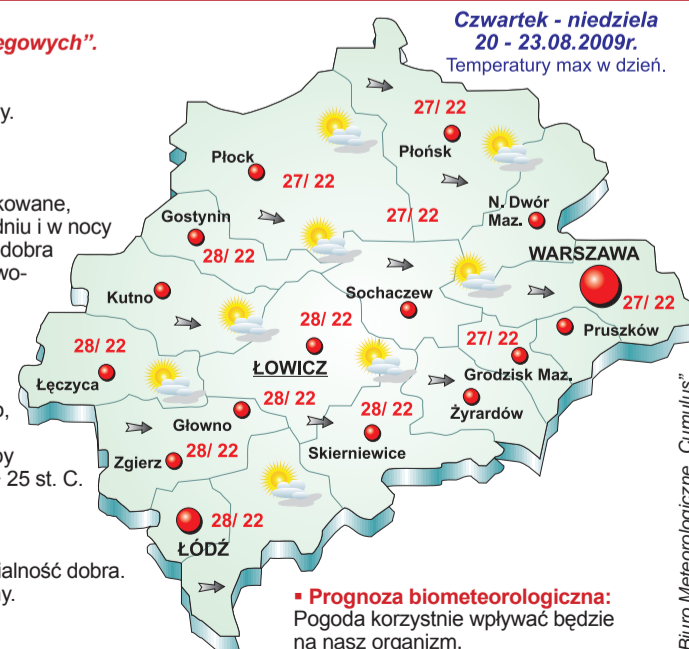 Czwartek - niedziela
20 - 23.08.2009r.
Temperatury max w dzień.
ęgowych”.
y.
kowane,
dniu i w nocy
dobra
wo-
o,
by
25 st. C.
ialność dobra.
ny.
27/ 22
Płońsk
Płock
27/ 22
27/ 22
N. Dwór
Maz.
Gostynin
28/ 22
WARSZAWA
27/ 22
Kutno
Sochaczew
28/ 22
Pruszków
27/ 22
28/ 22
Łęczyca
ŁOWICZ
Grodzisk Maz.
28/ 22
Głowno
28/ 22
Żyrardów
Zgierz
28/ 22
Skierniewice
28/ 22
ŁÓDŹ
▪ Prognoza biometeorologiczna:
Pogoda korzystnie wpływać będzie
na nasz organizm.
Biuro Meteorologiczne „Cumulus”